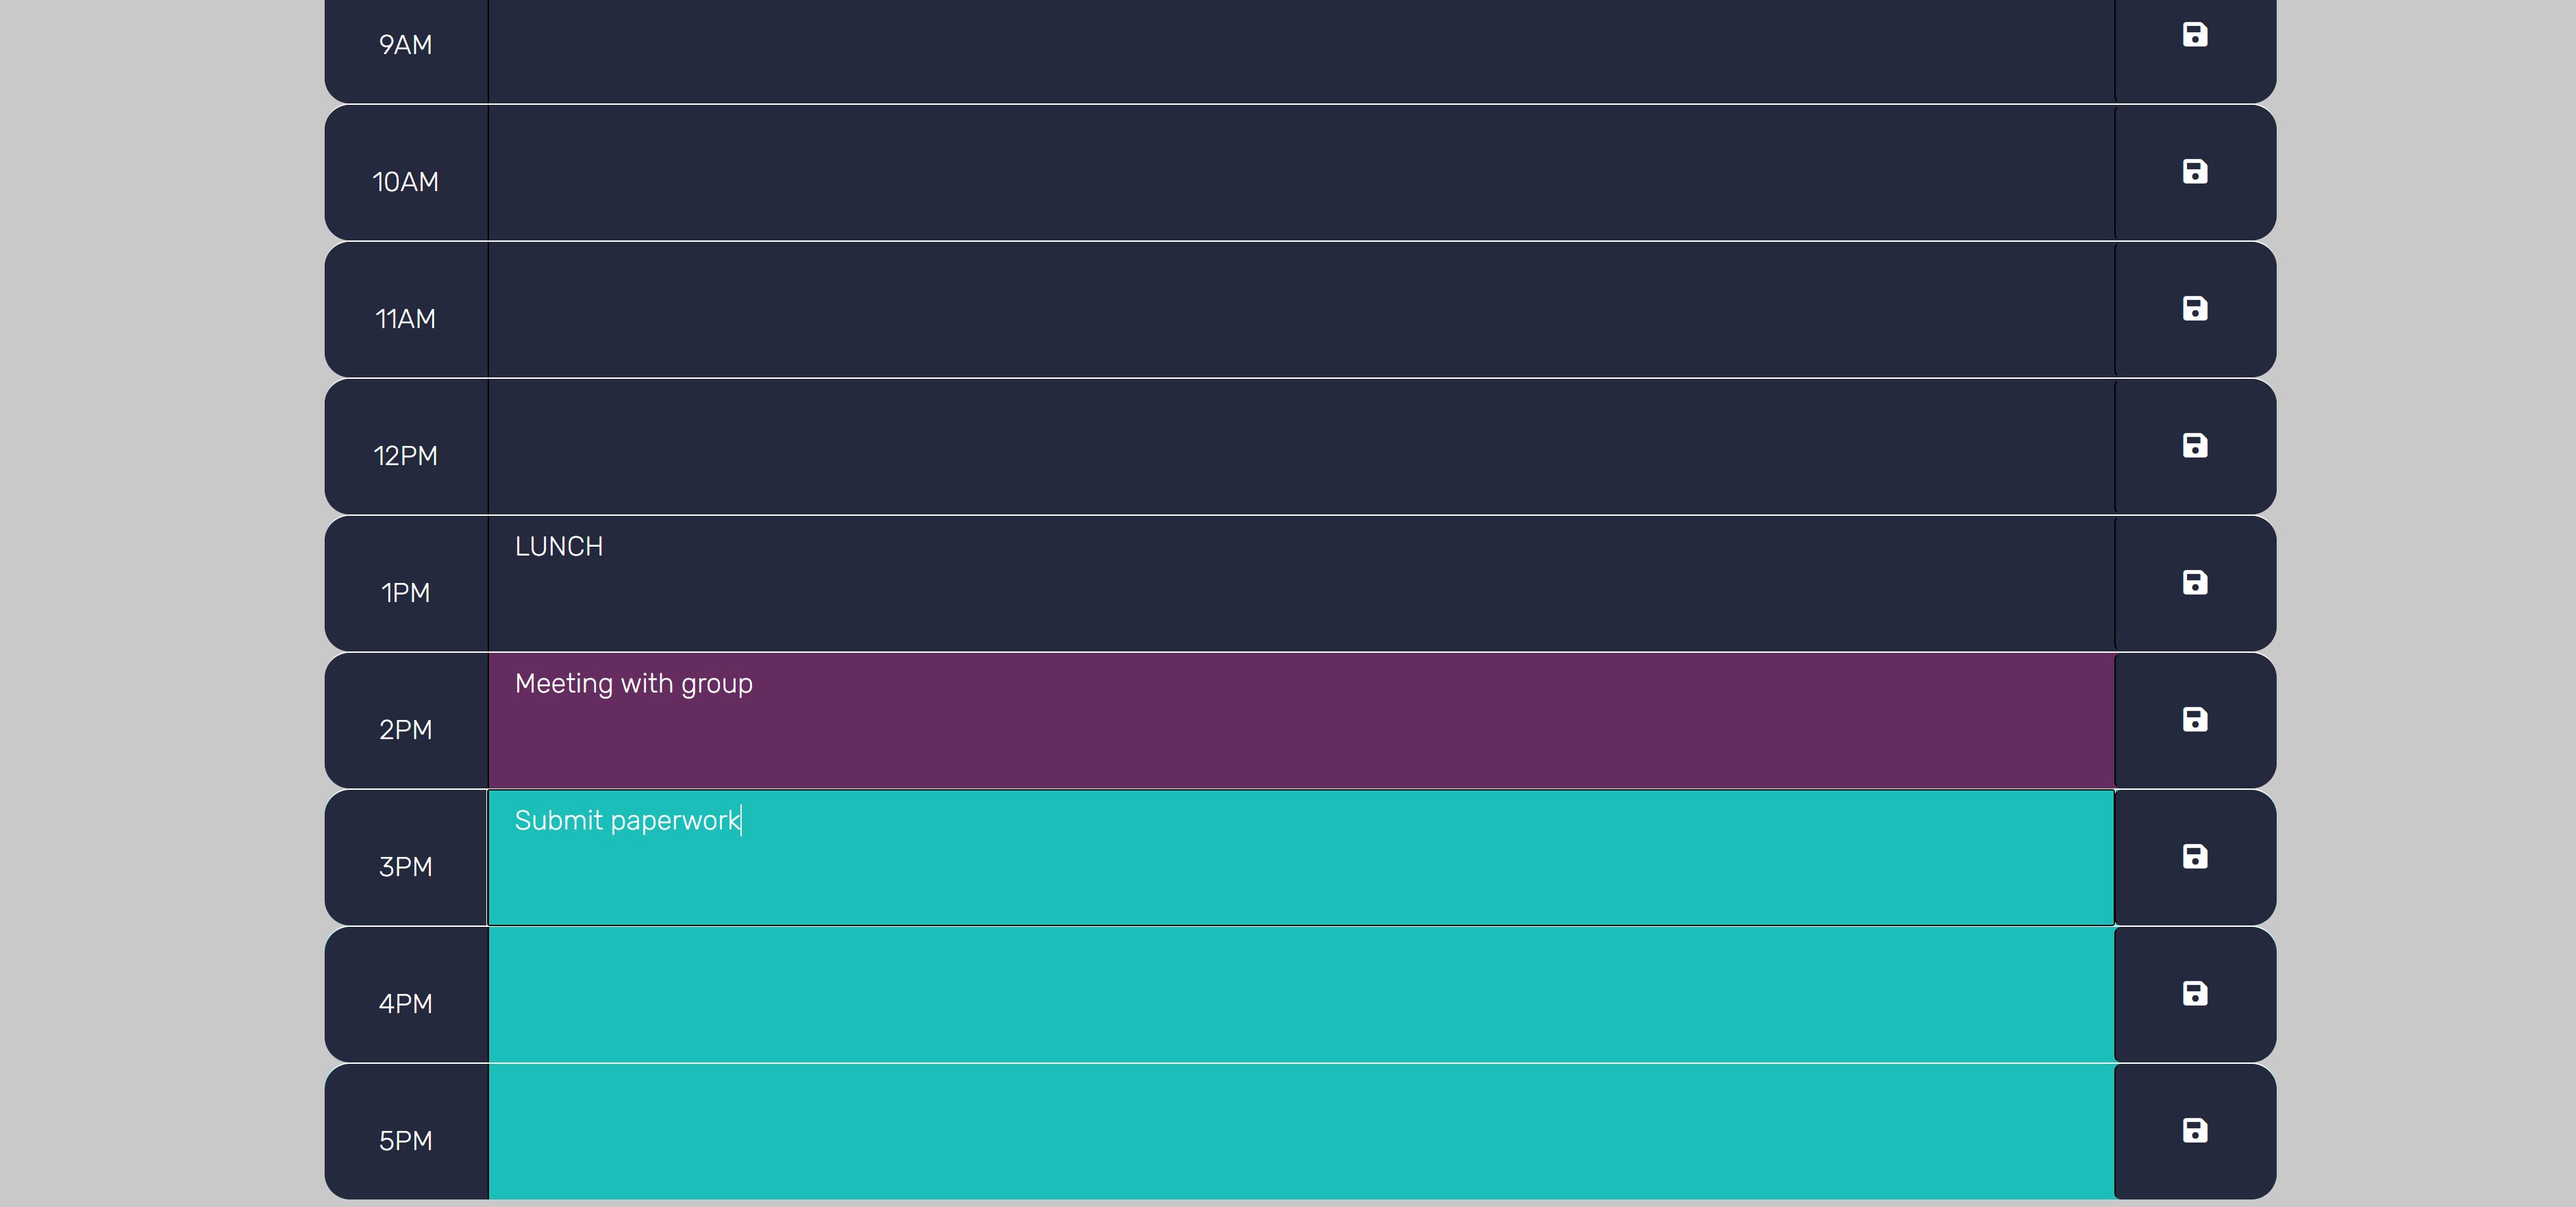 9AM
10AM
11AM
12PM
1PM
LUNCH
2PM
Meeting with group
3PM
Submit paperwork
4PM
5PM